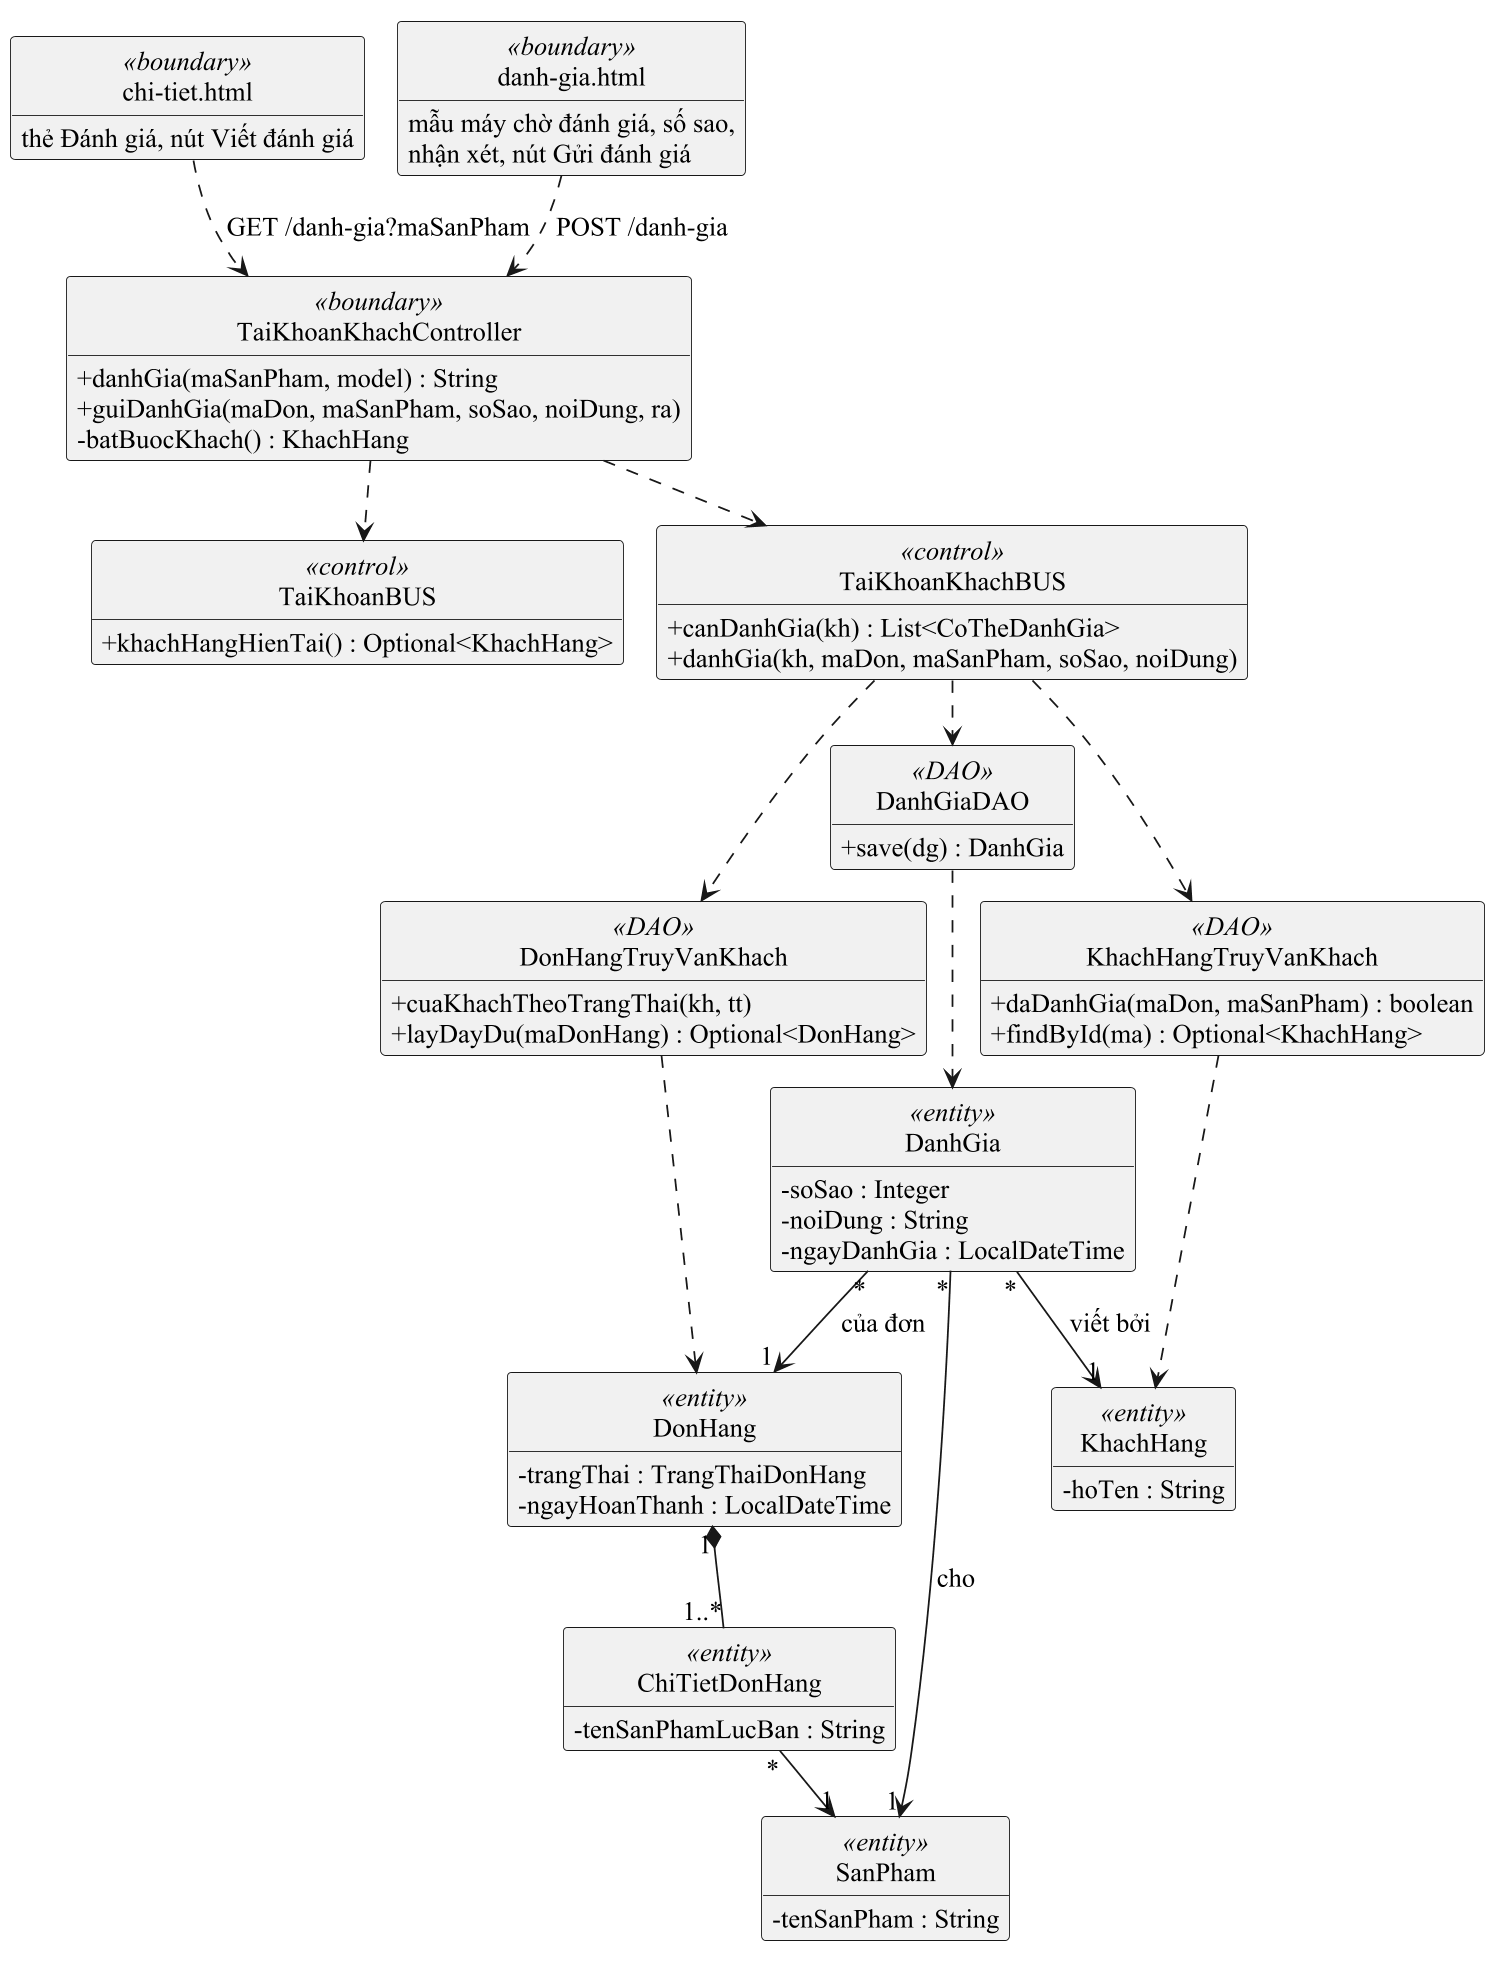 «boundary»
chi-tiet.html
thẻ Đánh giá, nút Viết đánh giá
«boundary»
danh-gia.html
mẫu máy chờ đánh giá, số sao,
nhận xét, nút Gửi đánh giá
GET /danh-gia?maSanPham
POST /danh-gia
«boundary»
TaiKhoanKhachController
+danhGia(maSanPham, model) : String
+guiDanhGia(maDon, maSanPham, soSao, noiDung, ra)
-batBuocKhach() : KhachHang
«control»
TaiKhoanBUS
+khachHangHienTai() : Optional<KhachHang>
«control»
TaiKhoanKhachBUS
+canDanhGia(kh) : List<CoTheDanhGia>
+danhGia(kh, maDon, maSanPham, soSao, noiDung)
«DAO»
DanhGiaDAO
+save(dg) : DanhGia
«DAO»
DonHangTruyVanKhach
+cuaKhachTheoTrangThai(kh, tt)
+layDayDu(maDonHang) : Optional<DonHang>
«DAO»
KhachHangTruyVanKhach
+daDanhGia(maDon, maSanPham) : boolean
+findById(ma) : Optional<KhachHang>
«entity»
DanhGia
-soSao : Integer
-noiDung : String
-ngayDanhGia : LocalDateTime
*
*
*
của đơn
viết bởi
1
1
«entity»
DonHang
-trangThai : TrangThaiDonHang
-ngayHoanThanh : LocalDateTime
«entity»
KhachHang
-hoTen : String
1
cho
1..*
«entity»
ChiTietDonHang
-tenSanPhamLucBan : String
*
1
1
«entity»
SanPham
-tenSanPham : String